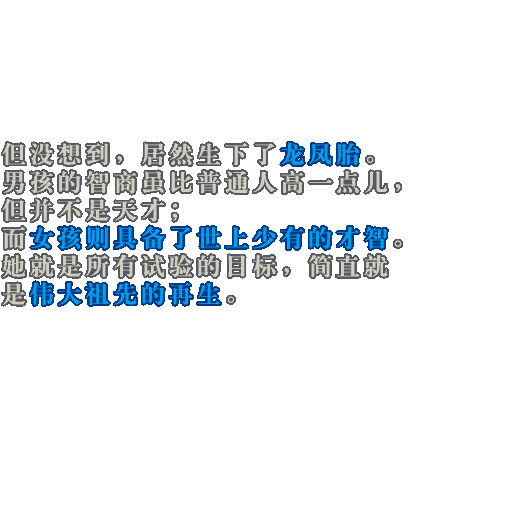 但没想到，居然生下了龙凤胎。
男孩的智商虽比普通人高一点儿，
但并不是天才；
而女孩则具备了世上少有的才智。
她就是所有试验的目标，简直就
是伟大祖先的再生。